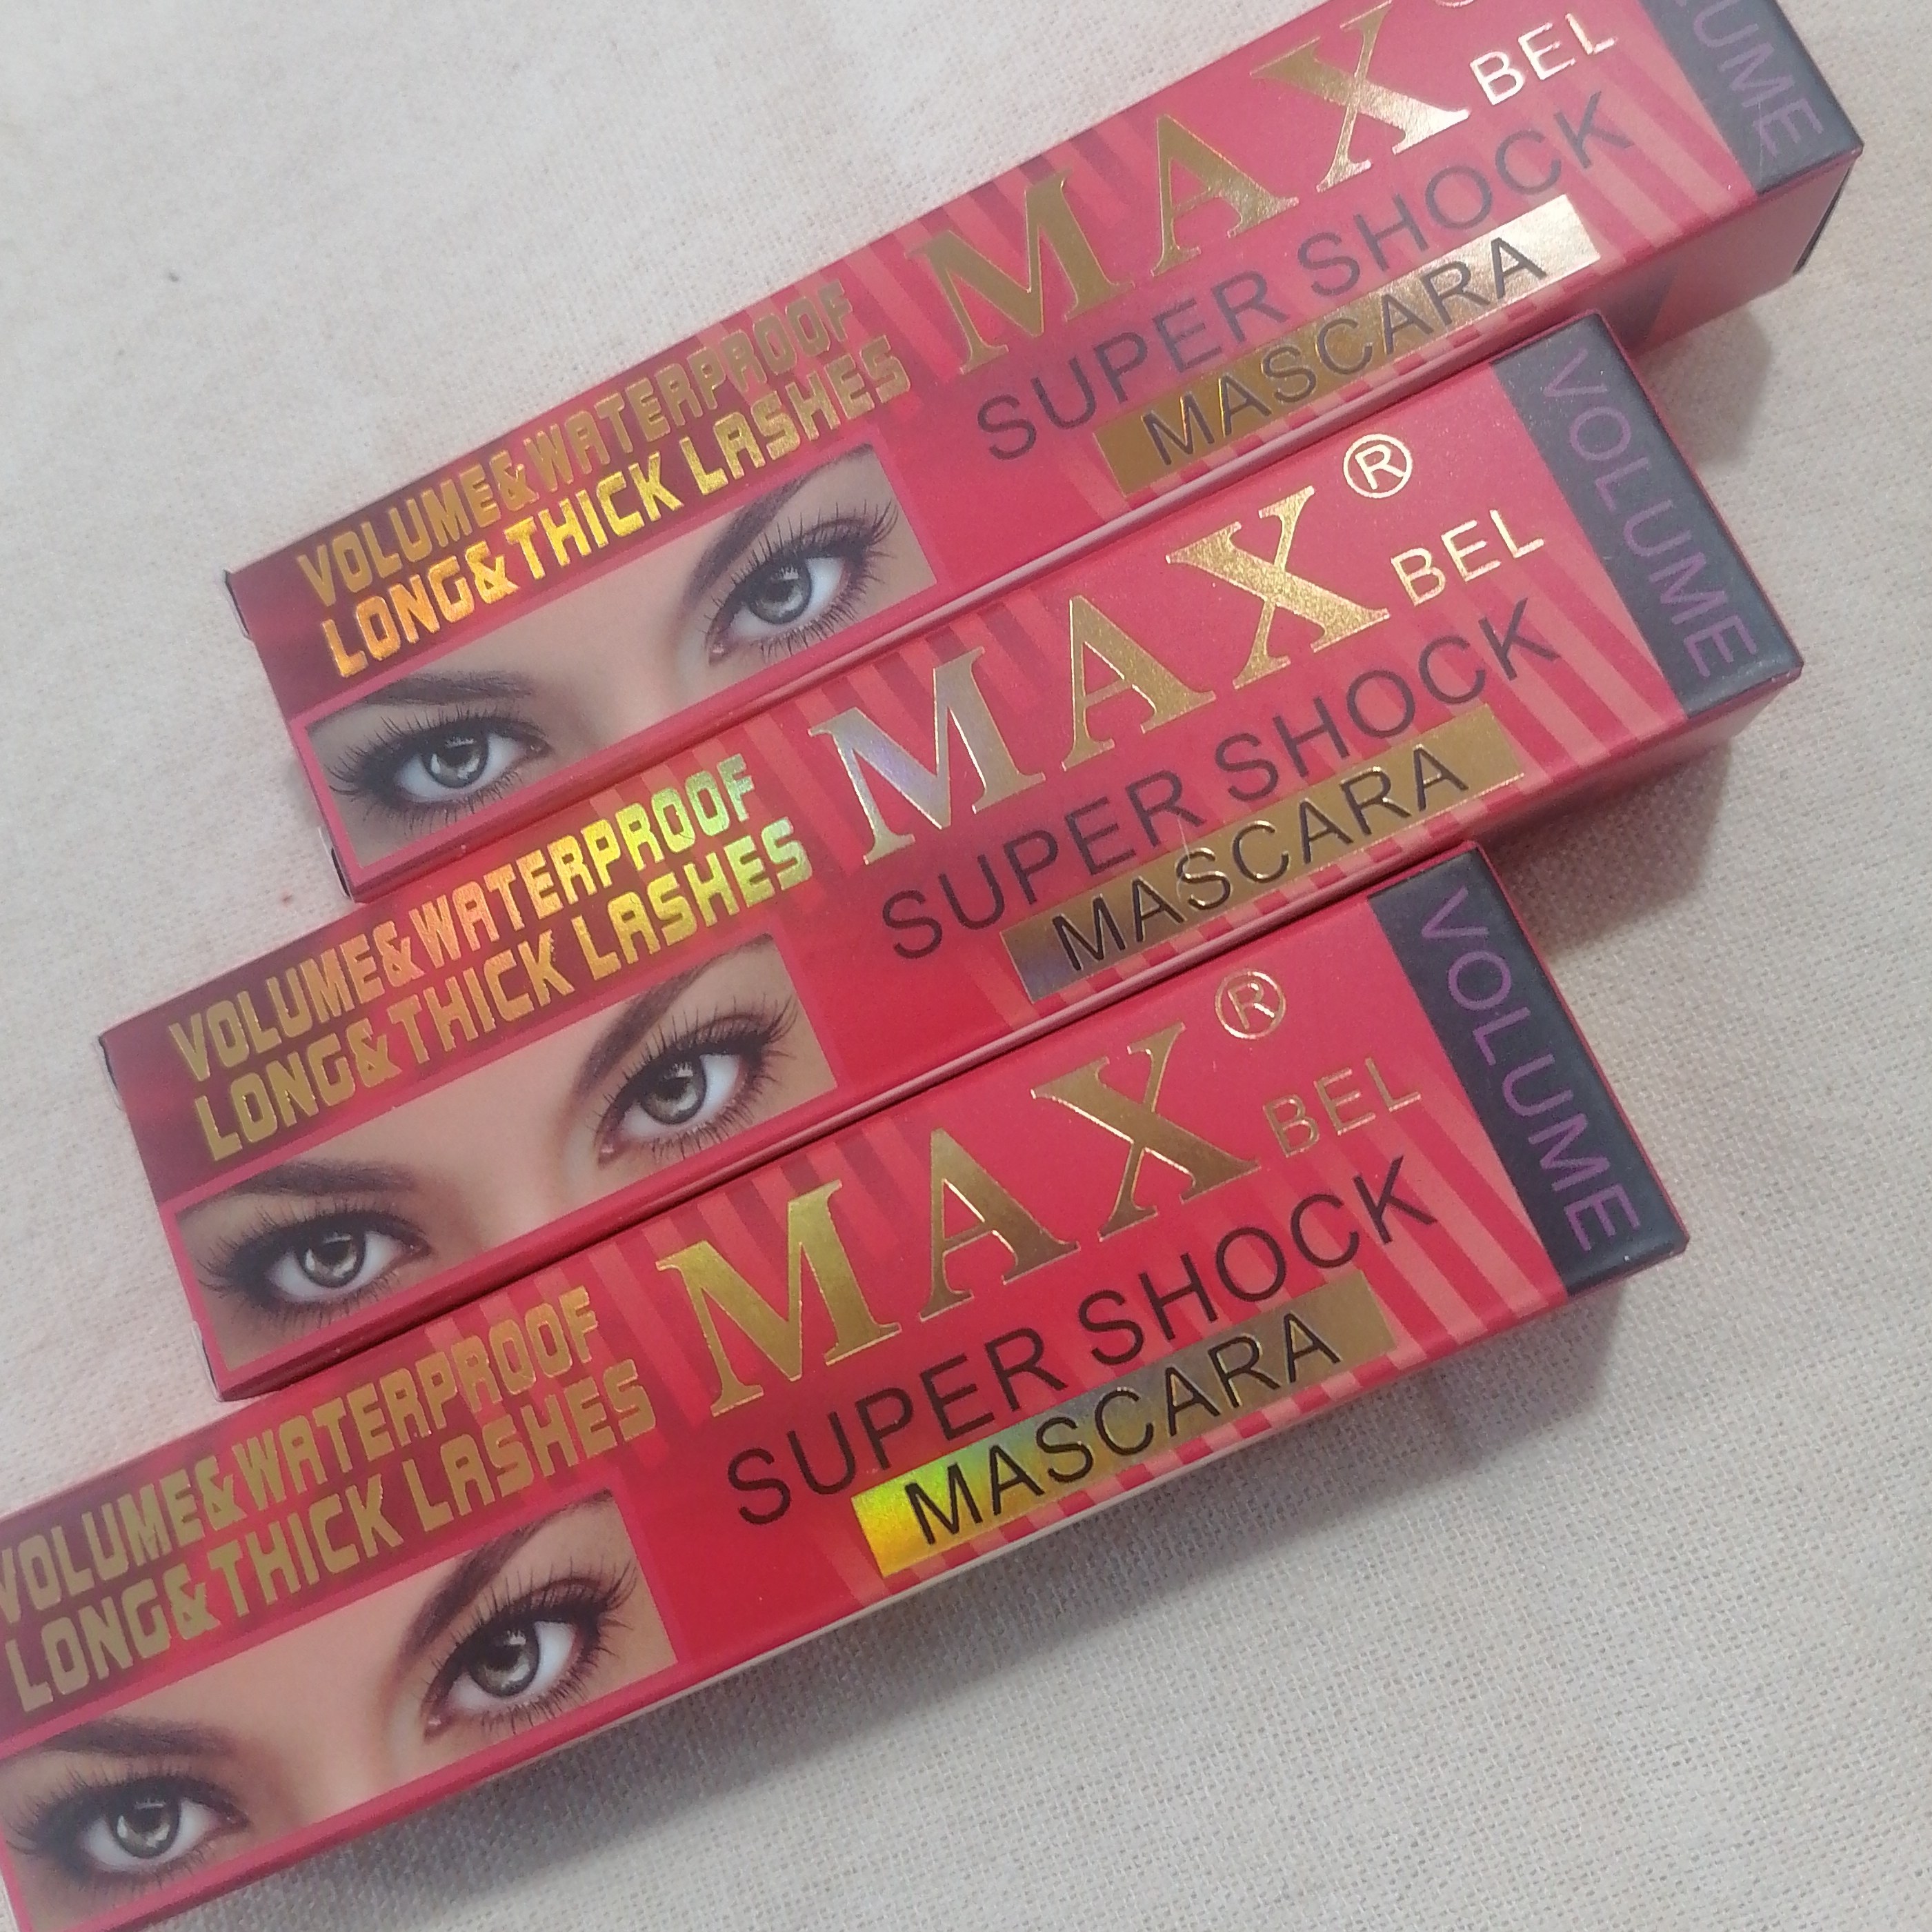 VOLUME&WATERPROOF
LONG&THICK LASHES
MAX
BEL
SUPER SHOCK
MASCARA
VOLUME
VOLUME&WATERPROOF
LONG&THICK LASHES
MAX®
BEL
SUPER SHOCK
MASCARA
VOLUME
VOLUME&WATERPROOF
LONG&THICK LASHES
MAX®
BEL
SUPER SHOCK
MASCARA
VOLUME